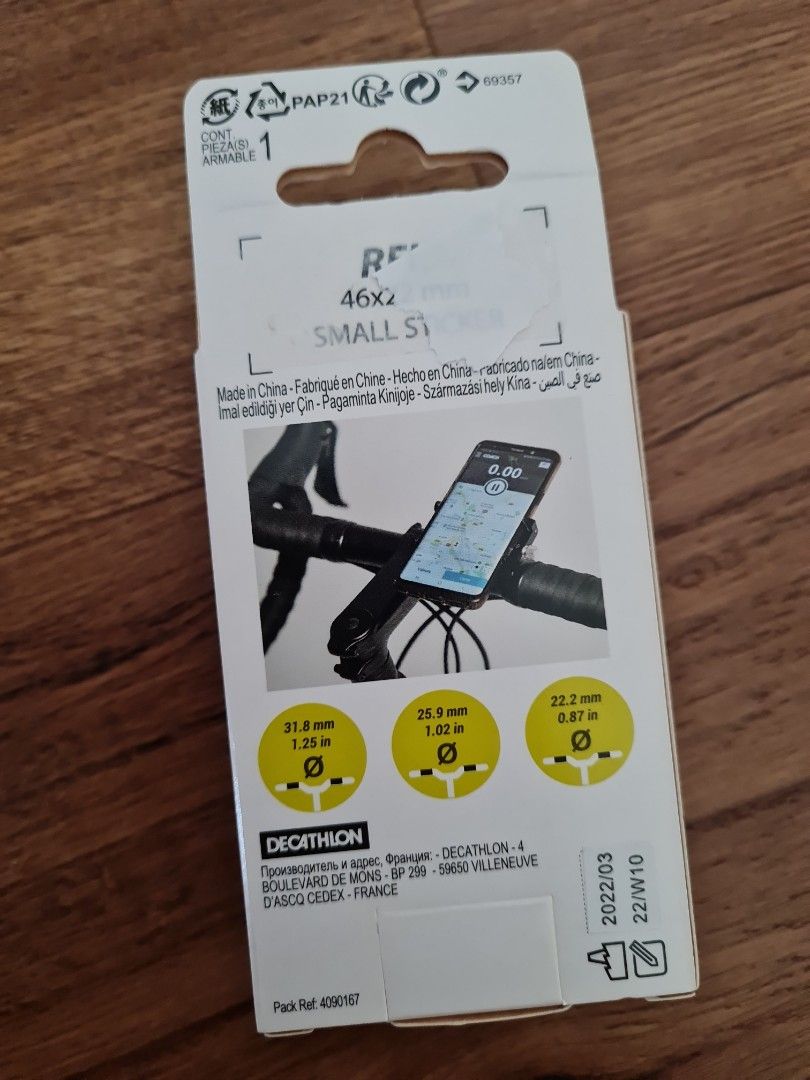 紙 종이 PAP21 69357
CONT.
PIEZA(S)
ARMABLE 1
46x2
SMALL ST
Made in China - Fabriqué en Chine - Hecho en China - Fabricado na/em China -
İmal edildiği yer Çin - Pagaminta Kinijoje - Származási hely Kína - صنع في الصين
0.00
31.8 mm
1.25 in
Ø
25.9 mm
1.02 in
Ø
22.2 mm
0.87 in
Ø
DECATHLON
Производитель и адрес, Франция: - DECATHLON - 4
BOULEVARD DE MONS - BP 299 - 59650 VILLENEUVE
D'ASCQ CEDEX - FRANCE
2022/03
22/W10
Pack Ref: 4090167